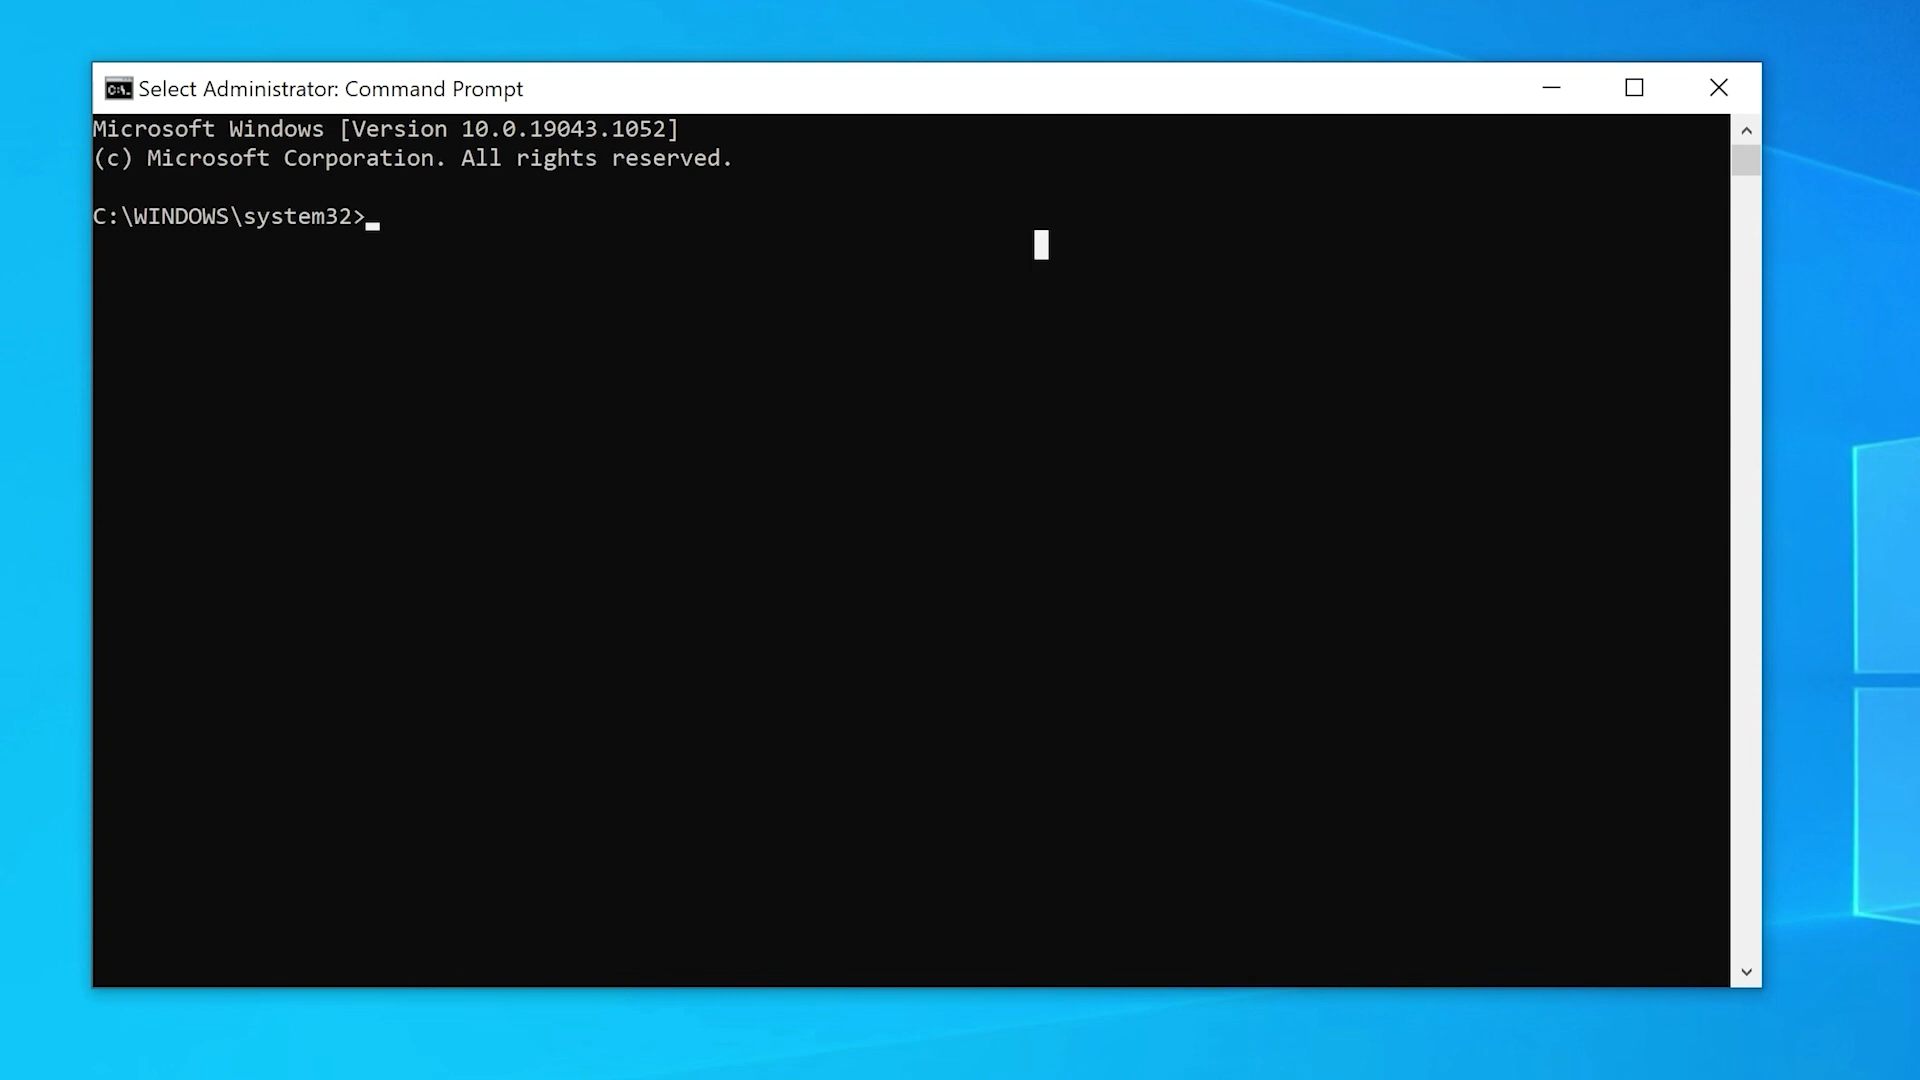 Select Administrator: Command Prompt
Microsoft Windows [Version 10.0.19043.1052]
(c) Microsoft Corporation. All rights reserved.
C:\WINDOWS\system32>